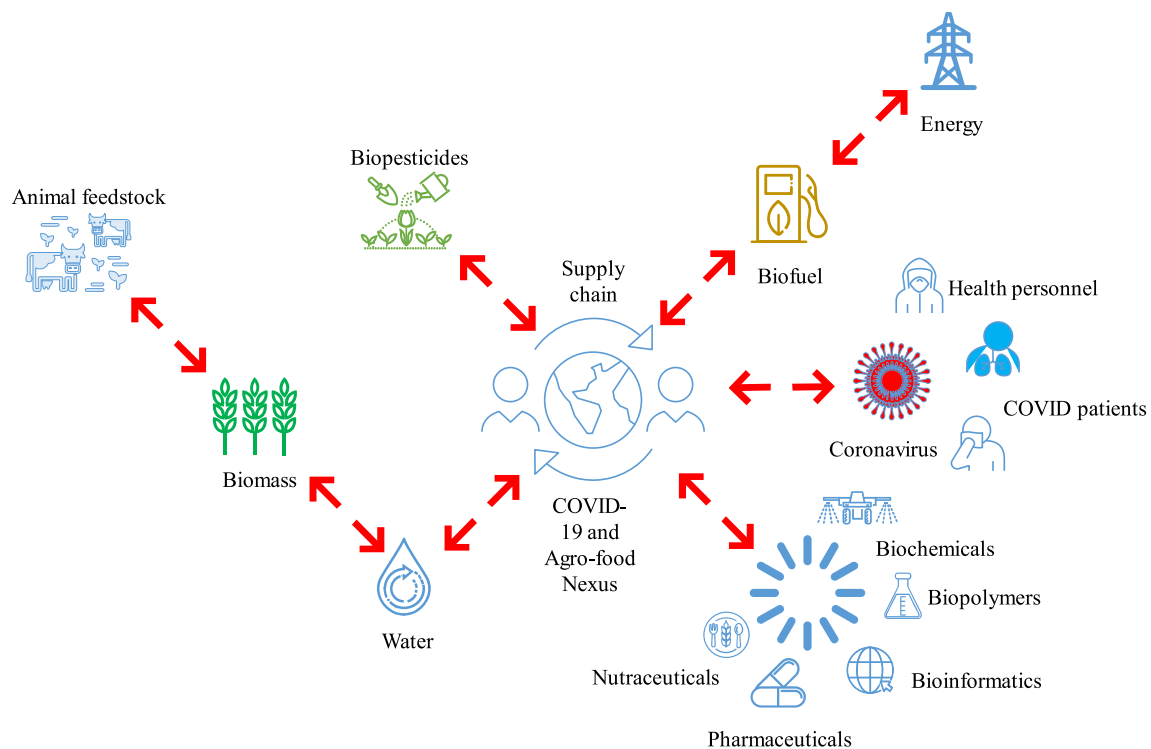 Energy
Biopesticides
Animal feedstock
Supply
chain
Biofuel
Health personnel
COVID patients
Coronavirus
Biomass
COVID-
19 and
Agro-food
Nexus
Biochemicals
Biopolymers
Water
Nutraceuticals
Bioinformatics
Pharmaceuticals